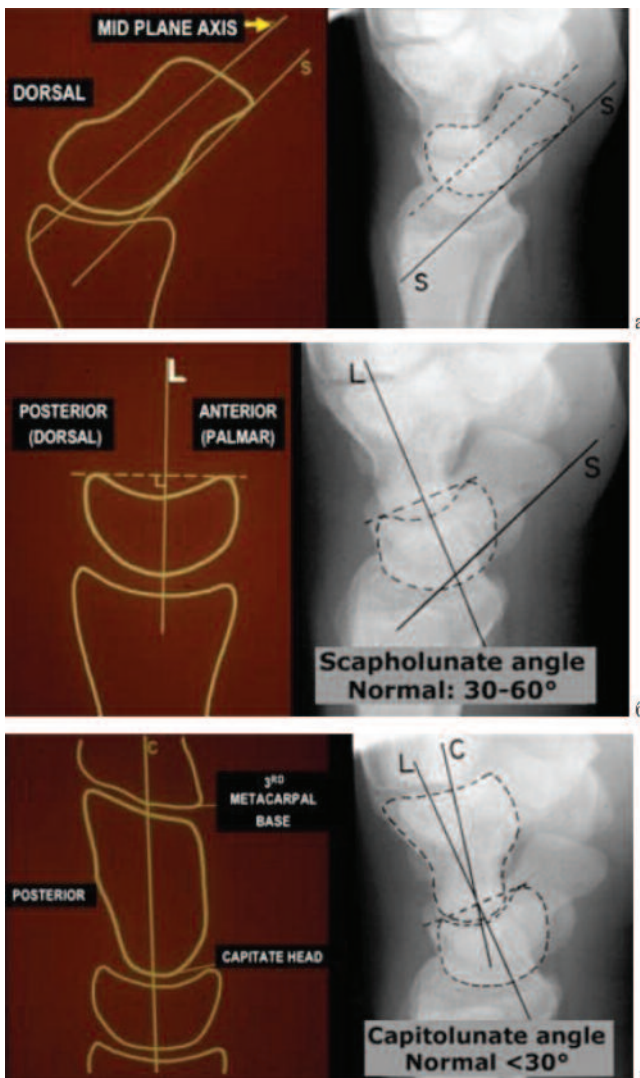 MID PLANE AXIS
S
DORSAL
S
S
а
L
L
POSTERIOR
(DORSAL)
ANTERIOR
(PALMAR)
S
Scapholunate angle
Normal: 30-60°
б
C
3RD
METACARPAL
BASE
L
C
POSTERIOR
CAPITATE HEAD
Capitolunate angle
Normal <30°